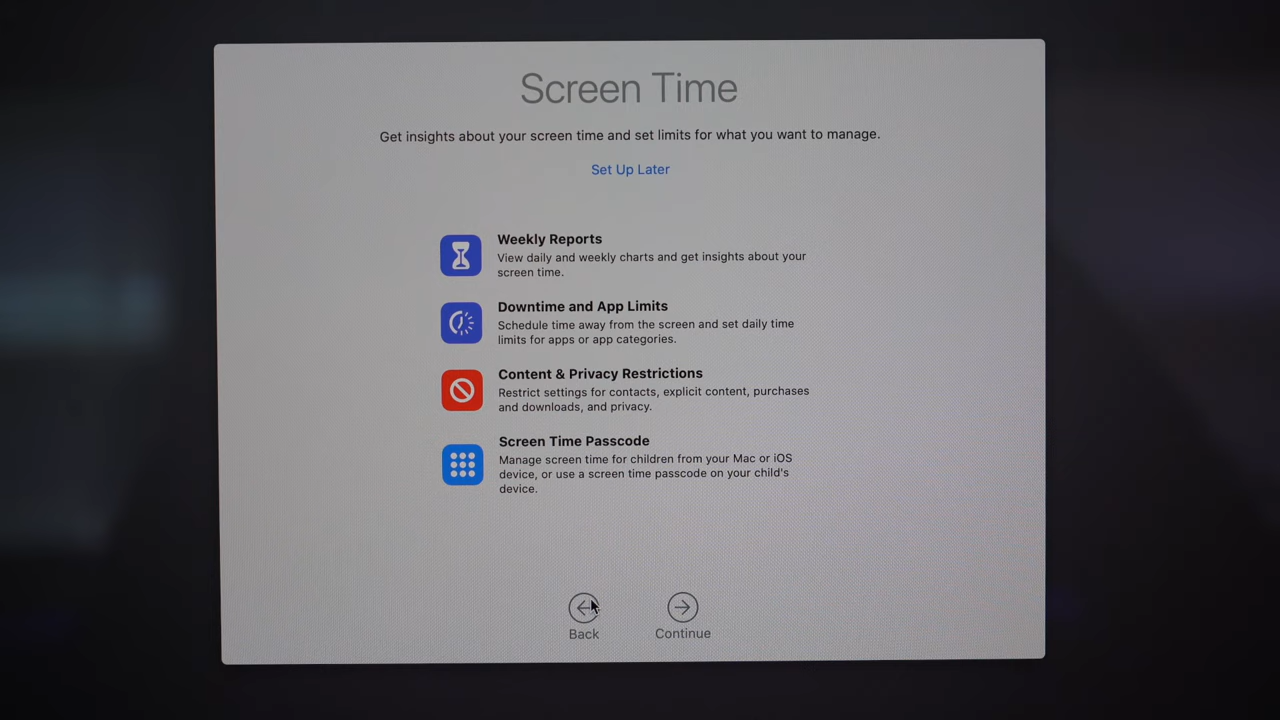 Screen Time
Get insights about your screen time and set limits for what you want to manage.
Set Up Later
Weekly Reports
View daily and weekly charts and get insights about your
screen time.
Downtime and App Limits
Schedule time away from the screen and set daily time
limits for apps or app categories.
Content & Privacy Restrictions
Restrict settings for contacts, explicit content, purchases
and downloads, and privacy.
Screen Time Passcode
Manage screen time for children from your Mac or iOS
device, or use a screen time passcode on your child's
device.
Back
Continue